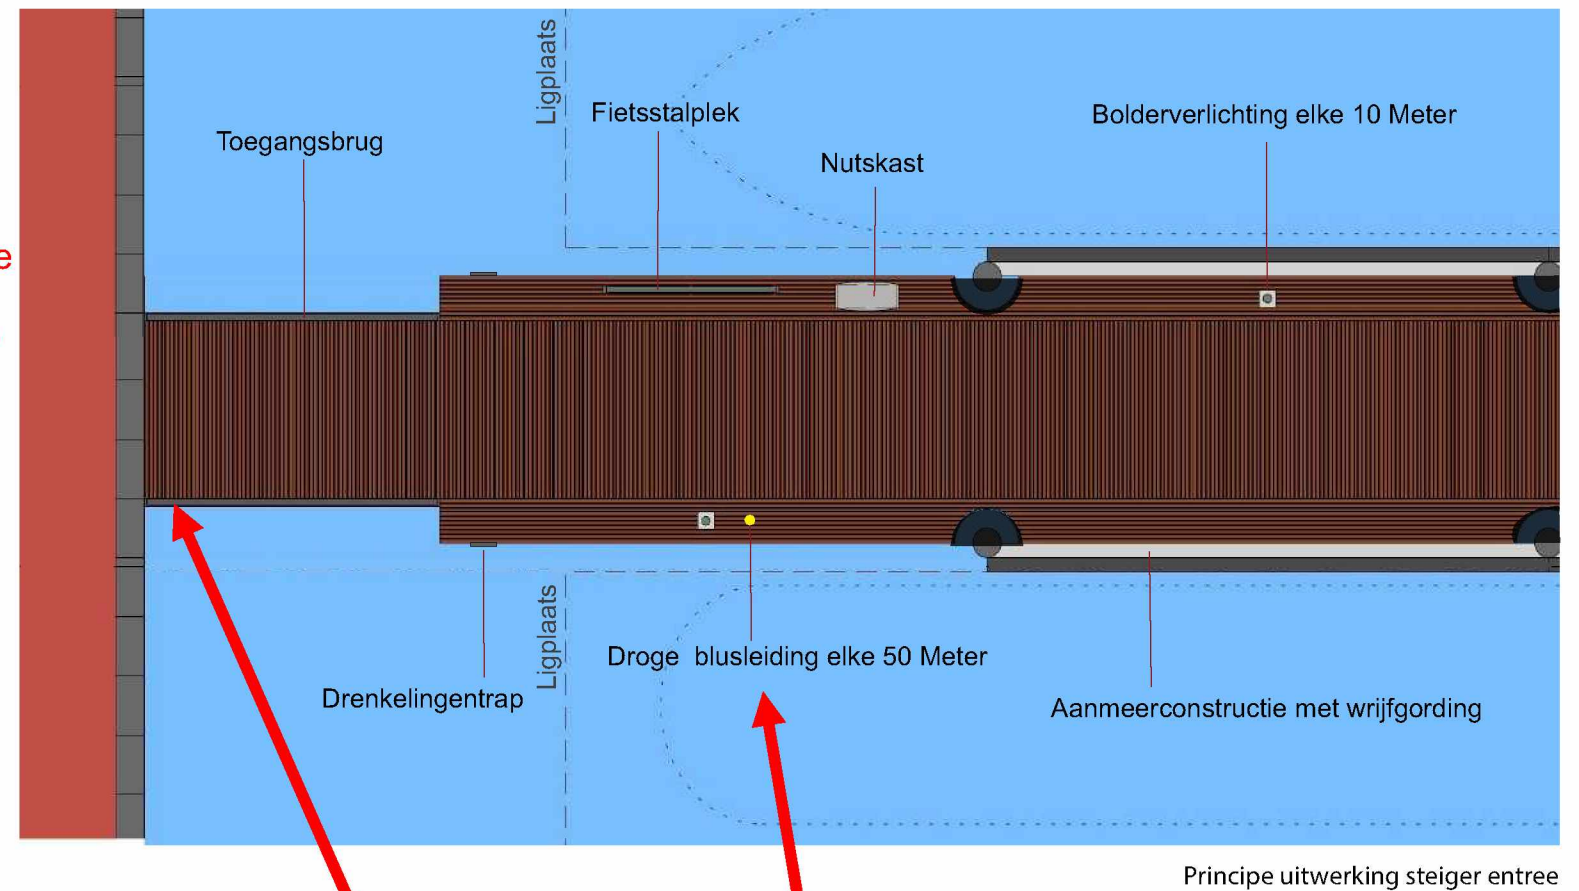 Ligplaats
Fietsstalplek
Bolderverlichting elke 10 Meter
Toegangsbrug
Nutskast
e
Ligplaats
Droge blusleiding elke 50 Meter
Drenkelingentrap
Aanmeerconstructie met wrijfgording
Principe uitwerking steiger entree